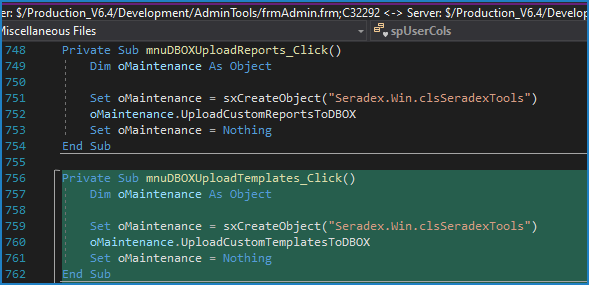 er: $/Production_V6.4/Development/AdminTools/frmAdmin.frm;C32292 <-> Server: $/Production_V6.4/Develop
Miscellaneous Files spUserCols
748 Private Sub mnuDBOXUploadReports_Click()
749 Dim oMaintenance As Object
750
751 Set oMaintenance = sxCreateObject("Seradex.Win.clsSeradexTools")
752 oMaintenance.UploadCustomReportsToDBOX
753 Set oMaintenance = Nothing
754 End Sub
755
756 Private Sub mnuDBOXUploadTemplates_Click()
757 Dim oMaintenance As Object
758
759 Set oMaintenance = sxCreateObject("Seradex.Win.clsSeradexTools")
760 oMaintenance.UploadCustomTemplatesToDBOX
761 Set oMaintenance = Nothing
762 End Sub